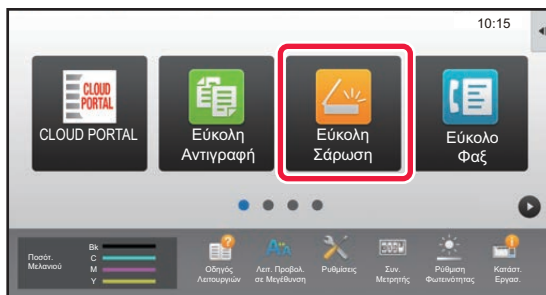 10:15
CLOUD
PORTAL
CLOUD PORTAL
Εύκολη
Αντιγραφή
Εύκολη
Σάρωση
Εύκολο
Φαξ
Ποσότ.
Μελανιού
Bk
C
M
Y
Οδηγός
Λειτουργιών
Λειτ. Προβολ.
σε Μεγέθυνση
Ρυθμίσεις
Συν.
Μετρητής
Ρύθμιση
Φωτεινότητας
Κατάστ.
Εργασ.